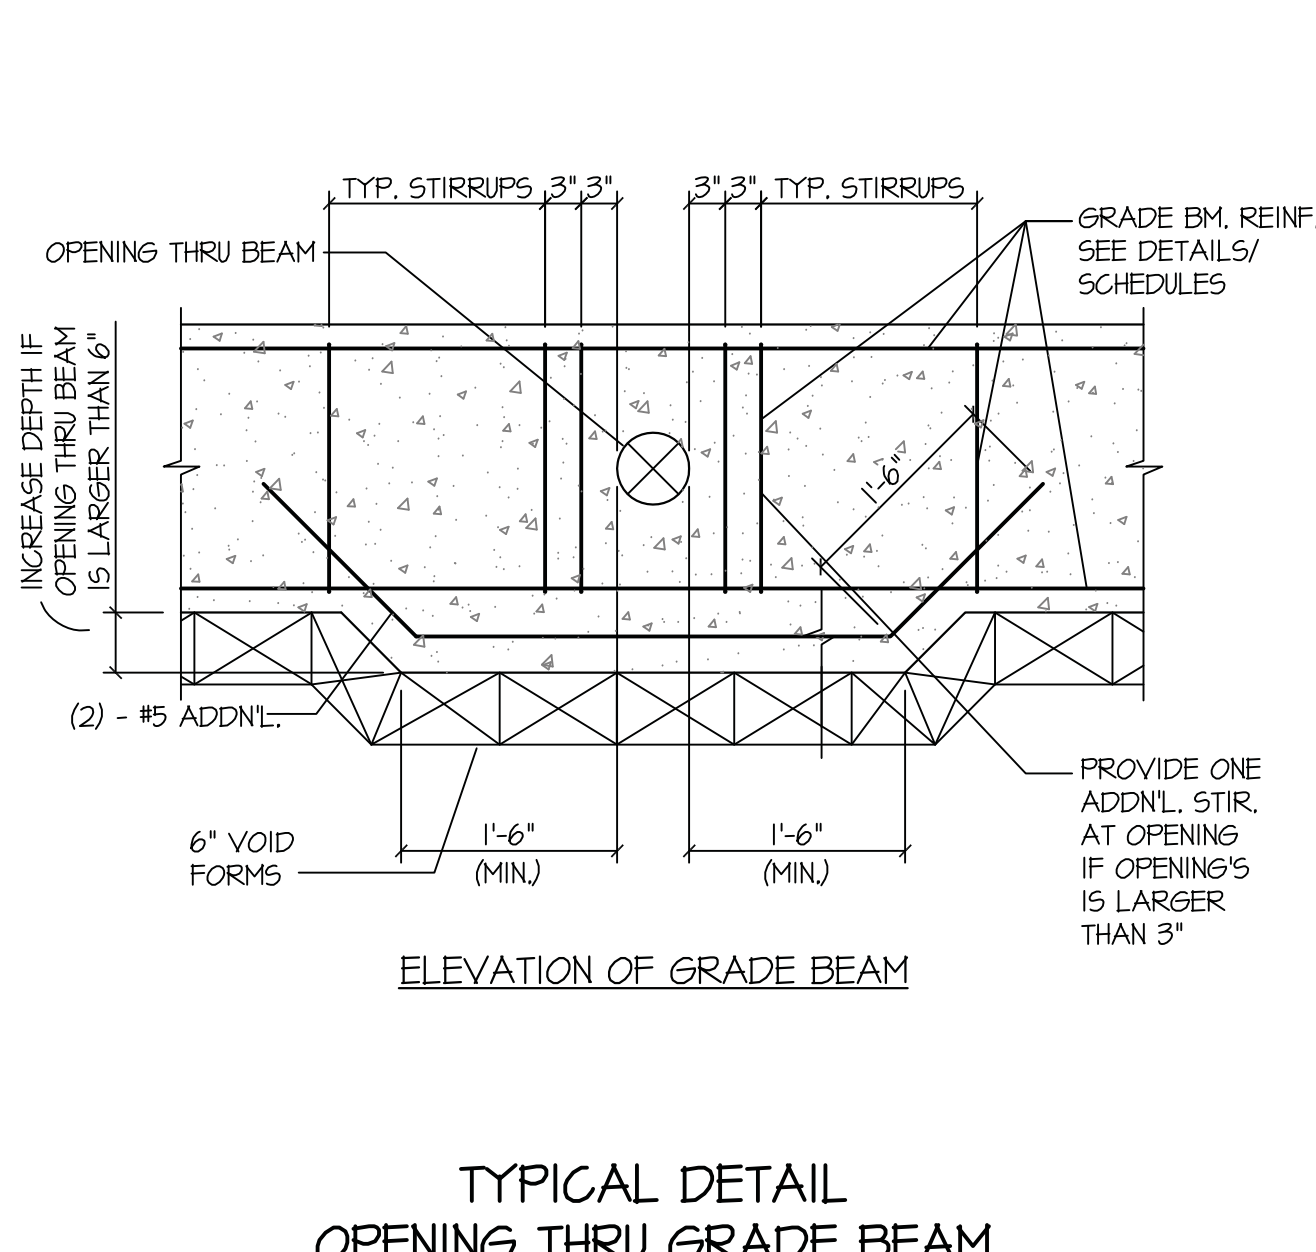 TYP. STIRRUPS 3" 3" 3" 3" TYP. STIRRUPS
GRADE BM. REINF.
SEE DETAILS/
SCHEDULES
OPENING THRU BEAM
INCREASE DEPTH IF
OPENING THRU BEAM
IS LARGER THAN 6"
1'-6"
(2) - #5 ADDN'L.
PROVIDE ONE
ADDN'L. STIR.
AT OPENING
IF OPENING'S
IS LARGER
THAN 3"
6" VOID
FORMS
1'-6"
(MIN.)
1'-6"
(MIN.)
ELEVATION OF GRADE BEAM
TYPICAL DETAIL
OPENING THRU GRADE BEAM